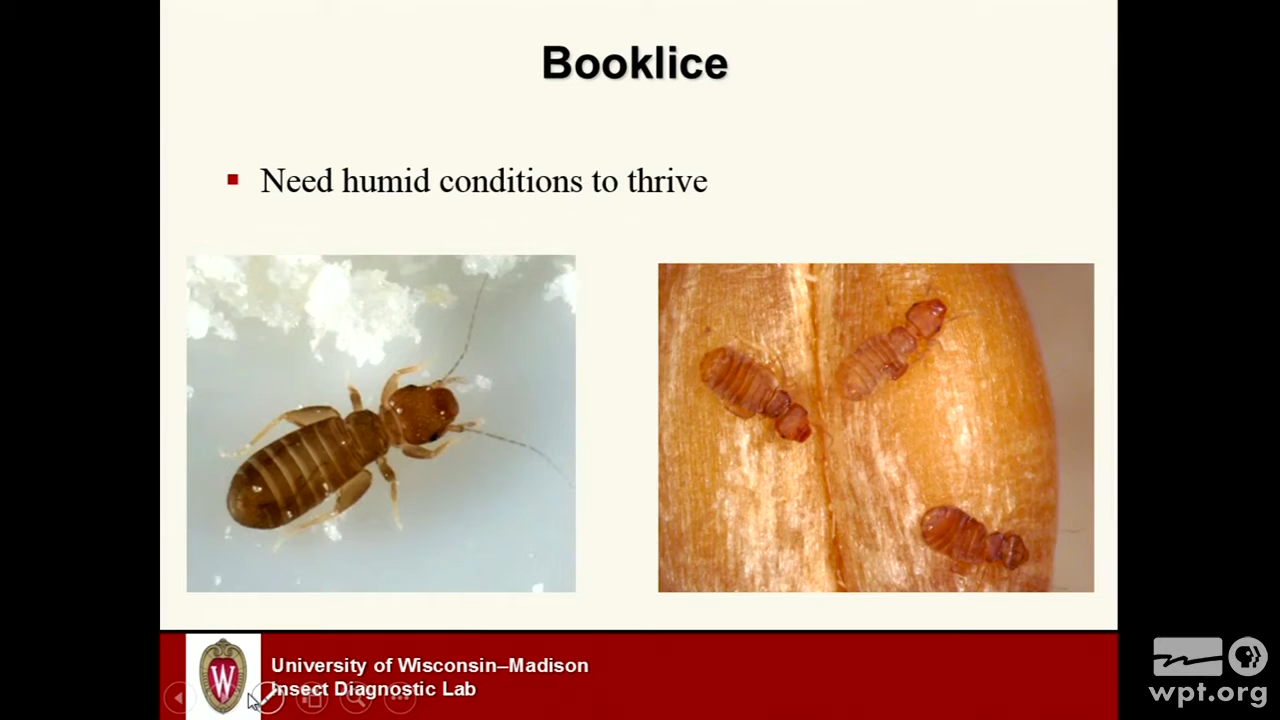 Booklice
Need humid conditions to thrive
W
University of Wisconsin–Madison
Insect Diagnostic Lab
wpt.org